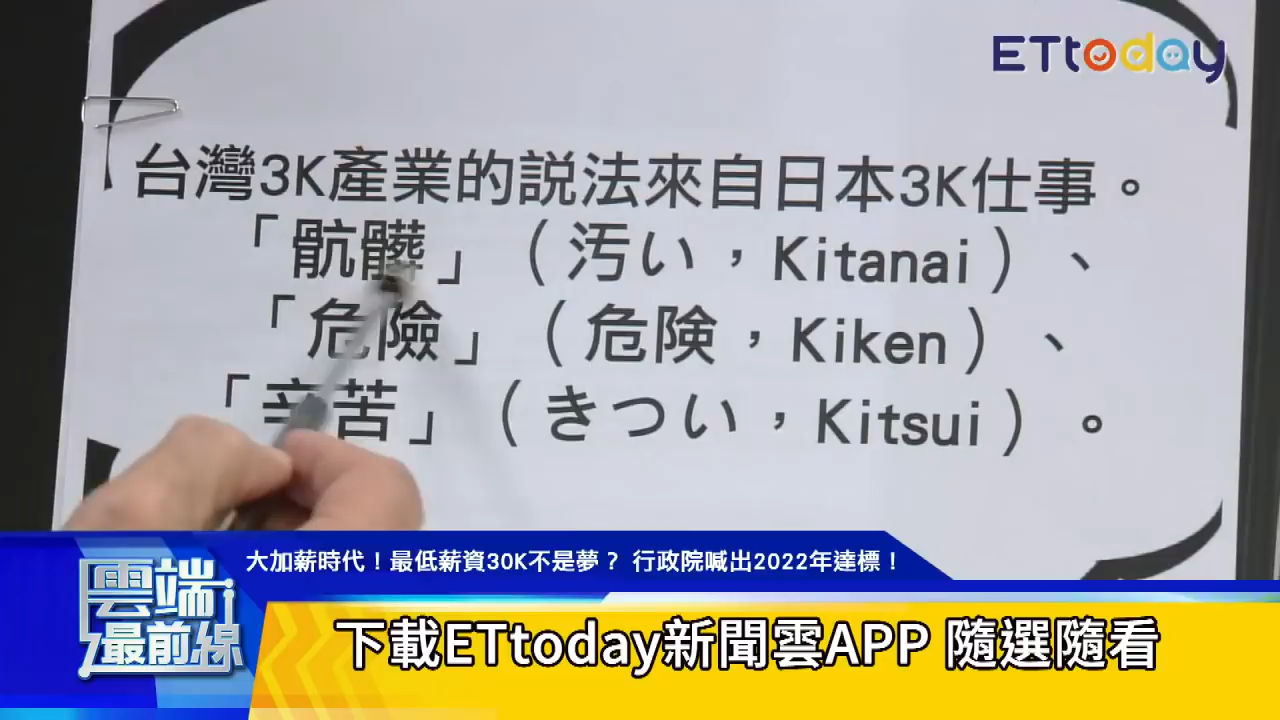 ETtoday
台灣3K產業的説法來自日本3K仕事。
「骯髒」（汚い，Kitanai）、
「危險」（危険，Kiken）、
「辛苦」（きつい，Kitsui）。
大加薪時代！最低薪資30K不是夢？ 行政院喊出2022年達標！
雲端最前線
下載ETtoday新聞雲APP 隨選隨看